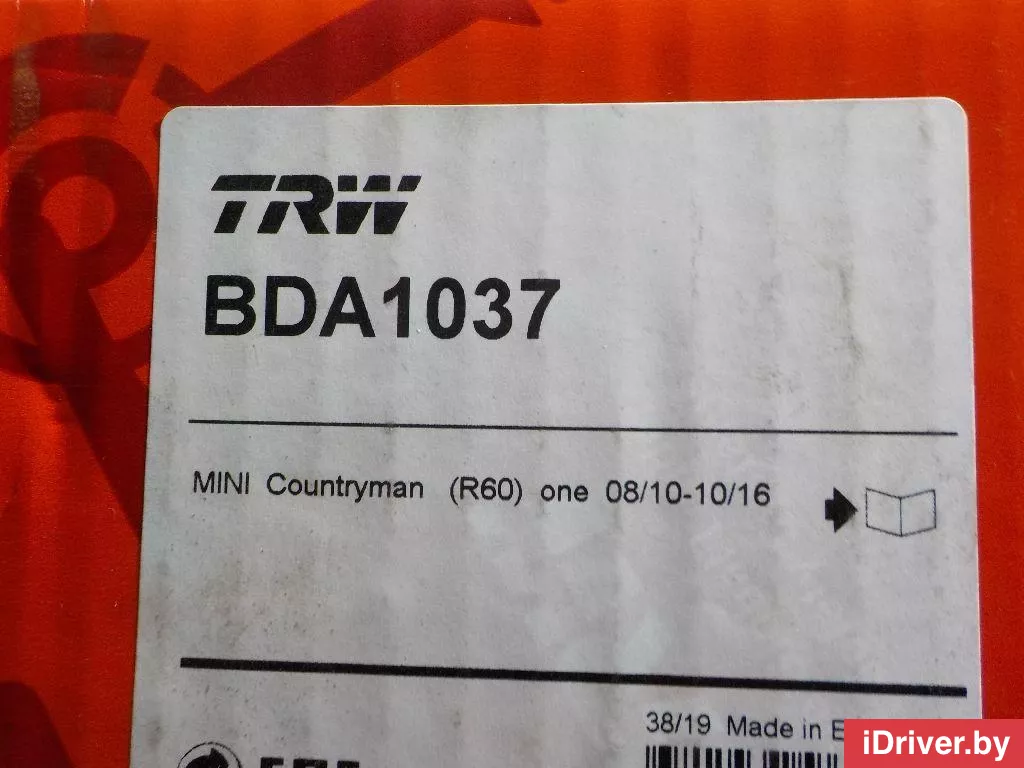 TRW
BDA1037
MINI Countryman (R60) one 08/10-10/16
38/19 Made in
iDriver.by